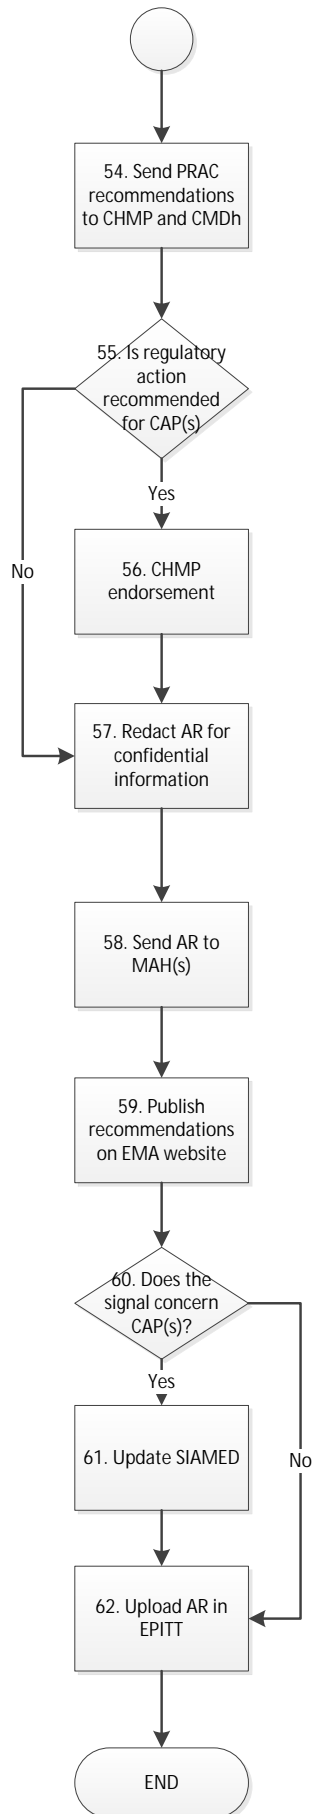 54. Send PRAC
recommendations
to CHMP and CMDh
55. Is regulatory
action
recommended
for CAP(s)
Yes
56. CHMP
endorsement
No
57. Redact AR for
confidential
information
58. Send AR to
MAH(s)
59. Publish
recommendations
on EMA website
60. Does the
signal concern
CAP(s)?
Yes
61. Update SIAMED
No
62. Upload AR in
EPITT
END